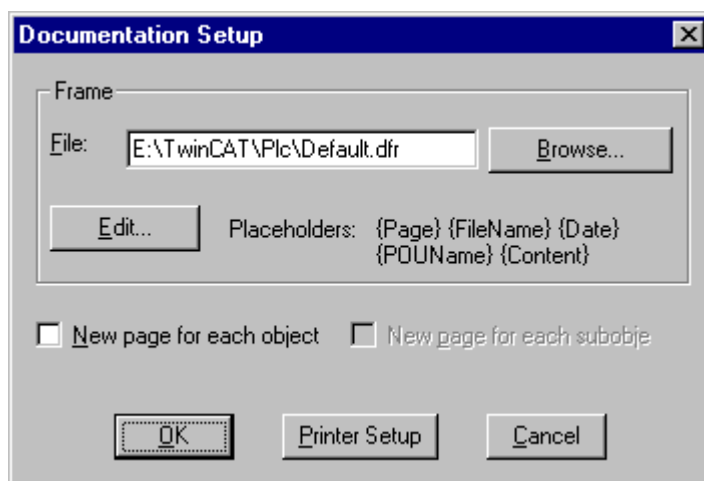 Documentation Setup
Frame
File: E:\TwinCAT\Plc\Default.dfr Browse...
Edit... Placeholders: {Page} {FileName} {Date}
{POUName} {Content}
New page for each object New page for each subobje
OK Printer Setup Cancel